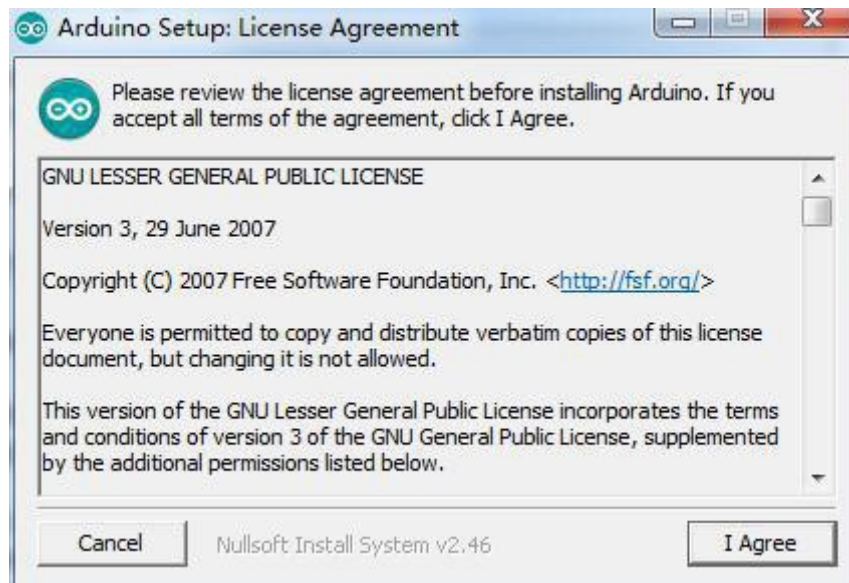 Arduino Setup: License Agreement
Please review the license agreement before installing Arduino. If you
accept all terms of the agreement, click I Agree.
GNU LESSER GENERAL PUBLIC LICENSE
Version 3, 29 June 2007
Copyright (C) 2007 Free Software Foundation, Inc. <http://fsf.org/>
Everyone is permitted to copy and distribute verbatim copies of this license
document, but changing it is not allowed.
This version of the GNU Lesser General Public License incorporates the terms
and conditions of version 3 of the GNU General Public License, supplemented
by the additional permissions listed below.
Cancel Nullsoft Install System v2.46 I Agree